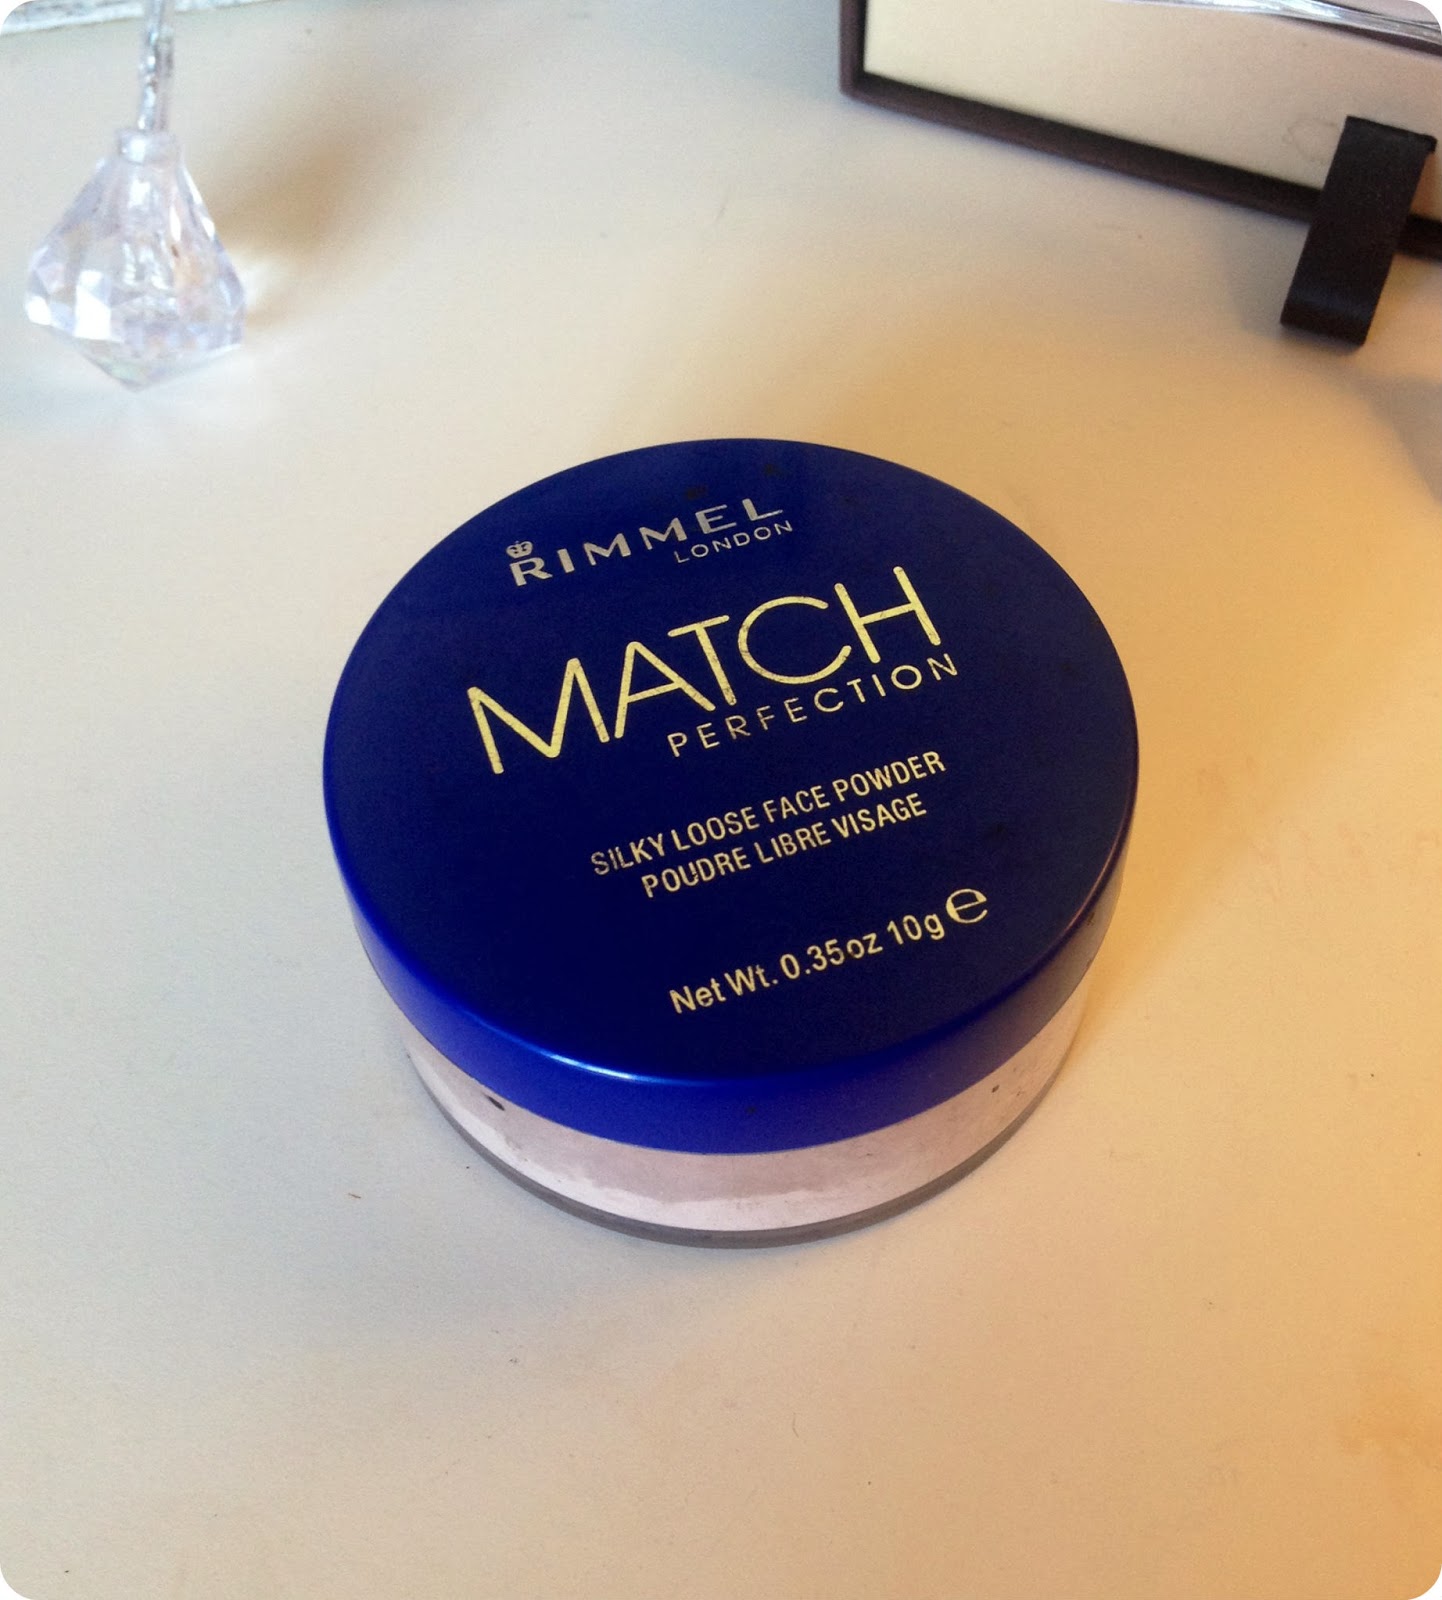 RIMMEL
LONDON
MATCH
PERFECTION
SILKY LOOSE FACE POWDER
POUDRE LIBRE VISAGE
Net Wt. 0.35oz 10g ℮